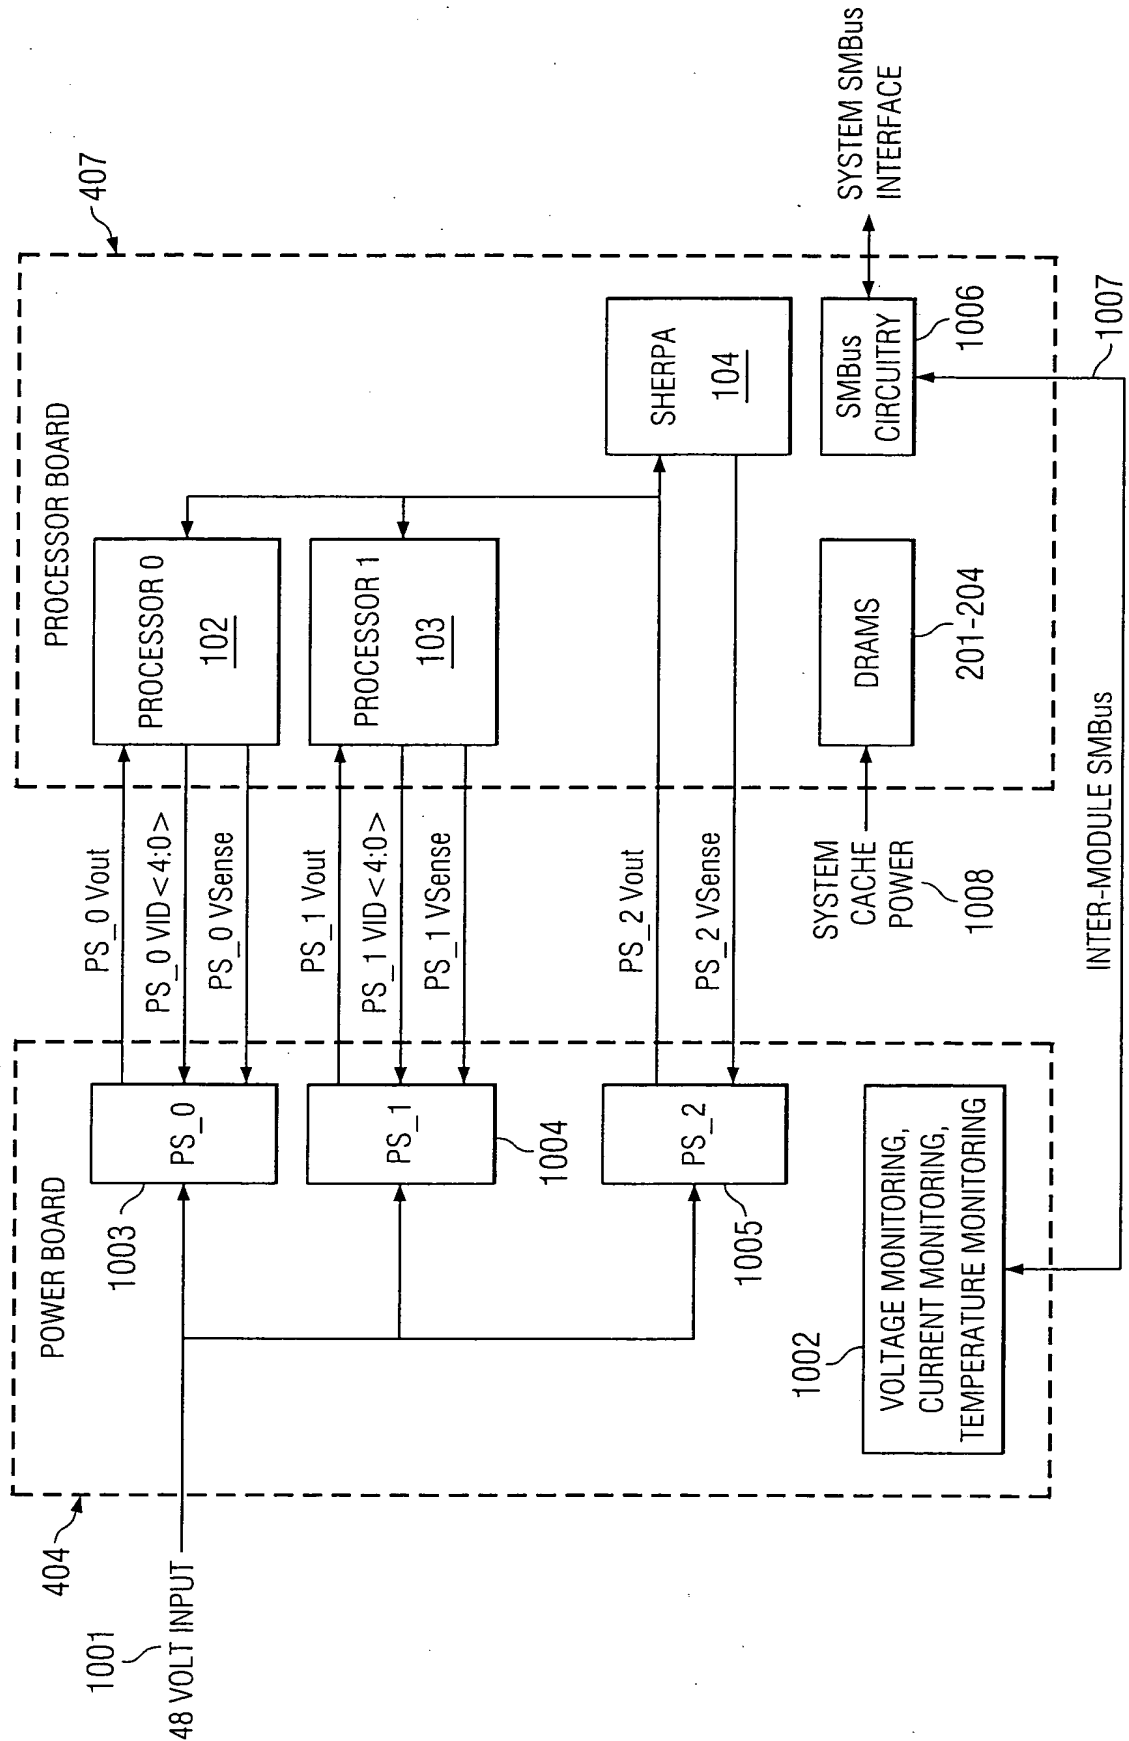 404
POWER BOARD
1001
48 VOLT INPUT
1003
PS_0
PS_1
1004
PS_2
1005
1002
VOLTAGE MONITORING,
CURRENT MONITORING,
TEMPERATURE MONITORING
PS_0 Vout
PS_0 VID<4:0>
PS_0 VSense
PS_1 Vout
PS_1 VID<4:0>
PS_1 VSense
PS_2 Vout
PS_2 VSense
SYSTEM
CACHE
POWER
1008
INTER-MODULE SMBus
1007
407
PROCESSOR BOARD
PROCESSOR 0
102
PROCESSOR 1
103
SHERPA
104
DRAMS
201-204
SMBus
CIRCUITRY
1006
SYSTEM SMBus
INTERFACE